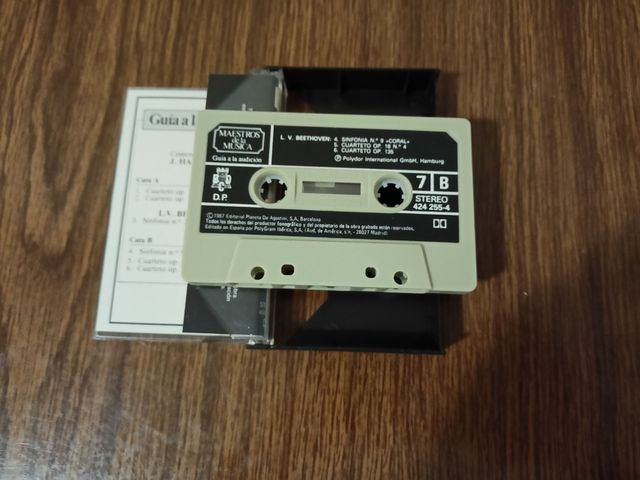 Guía a l
J. HA
Cara A
1. Cuarteto op.
2. Cuarteto op.
L.V. BE
3. Sinfonía n.º
Cara B
4. Sinfonía n.º
5. Cuarteto op.
6. Cuarteto op.
MAESTROS
de la
MUSICA
Guía a la audición
D.P.
L. V. BEETHOVEN: 4. SINFONIA N.º 9 «CORAL»
5. CUARTETO OP. 18 N.º 4
6. CUARTETO OP. 135
℗ Polydor International GmbH, Hamburg
7 B
STEREO
424 255-4
© 1987 Editorial Planeta De Agostini, S.A, Barcelona
Todos los derechos del productor fonográfico y del propietario de la obra grabada están reservados.
Editado en España por PolyGram Ibérica, S.A. (Avd. de América, s/n, - 28027 Madrid)